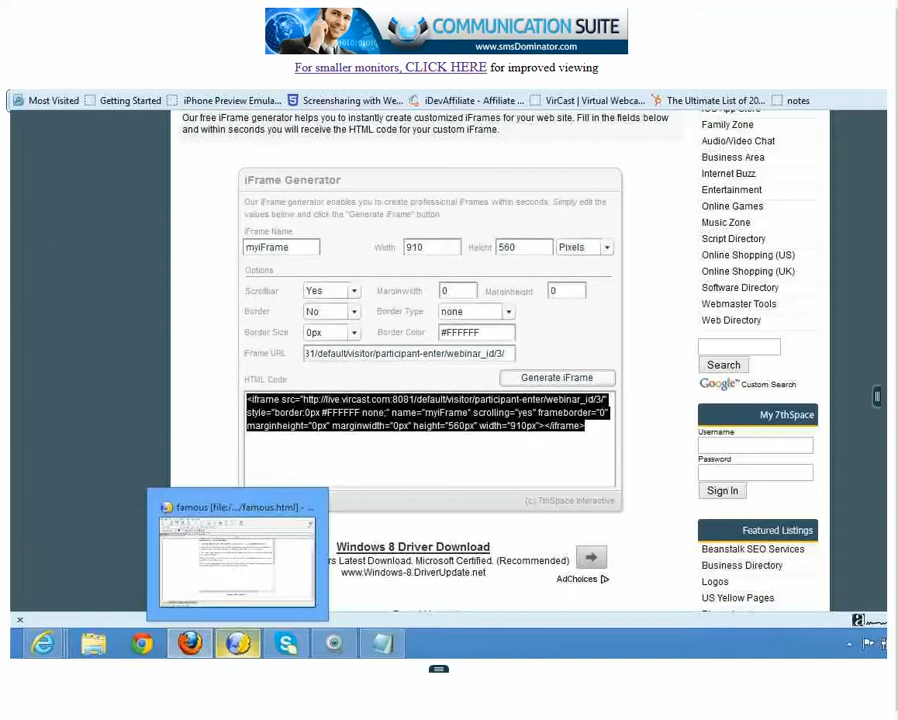 COMMUNICATION SUITE
www.smsDominator.com
For smaller monitors, CLICK HERE for improved viewing
Most Visited Getting Started iPhone Preview Emula... Screensharing with We... iDevAffiliate - Affiliate ... VirCast | Virtual Webca... The Ultimate List of 20... notes
Our free iFrame generator helps you to instantly create customized iFrames for your web site. Fill in the fields below
and within seconds you will receive the HTML code for your custom iFrame.
iFrame Generator
Our iFrame generator enables you to create professional iFrames within seconds. Simply edit the
values below and click the "Generate iFrame" button
iFrame Name
myiFrame Width 910 Height 560 Pixels
Options
Scrollbar Yes Marginwidth 0 Marginheight 0
Border No Border Type none
Border Size 0px Border Color #FFFFFF
iFrame URL 31/default/visitor/participant-enter/webinar_id/3/
HTML Code Generate iFrame
<iframe src="http://live.vircast.com:8081/default/visitor/participant-enter/webinar_id/3/"
style="border:0px #FFFFFF none;" name="myiFrame" scrolling="yes" frameborder="0"
marginheight="0px" marginwidth="0px" height="560px" width="910px"></iframe>
(c) 7thSpace Interactive
famous [file:/.../famous.html] - ...
Windows 8 Driver Download
rs Latest Download. Microsoft Certified. (Recommended)
www.Windows-8.DriverUpdate.net
AdChoices
Family Zone
Audio/Video Chat
Business Area
Internet Buzz
Entertainment
Online Games
Music Zone
Script Directory
Online Shopping (US)
Online Shopping (UK)
Software Directory
Webmaster Tools
Web Directory
Search
Google Custom Search
My 7thSpace
Username
Password
Sign In
Featured Listings
Beanstalk SEO Services
Business Directory
Logos
US Yellow Pages